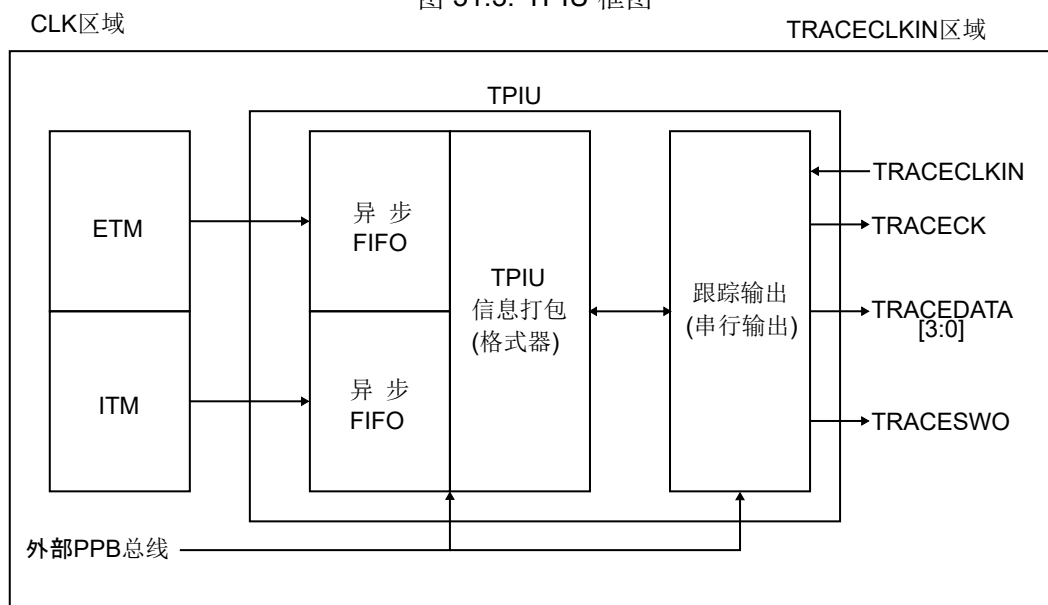 CLK区域
TRACECLKIN区域
TPIU
ETM
异 步
FIFO
TPIU
信息打包
(格式器)
跟踪输出
(串行输出)
TRACECLKIN
TRACECK
TRACEDATA
[3:0]
ITM
异 步
FIFO
TRACESWO
外部PPB总线